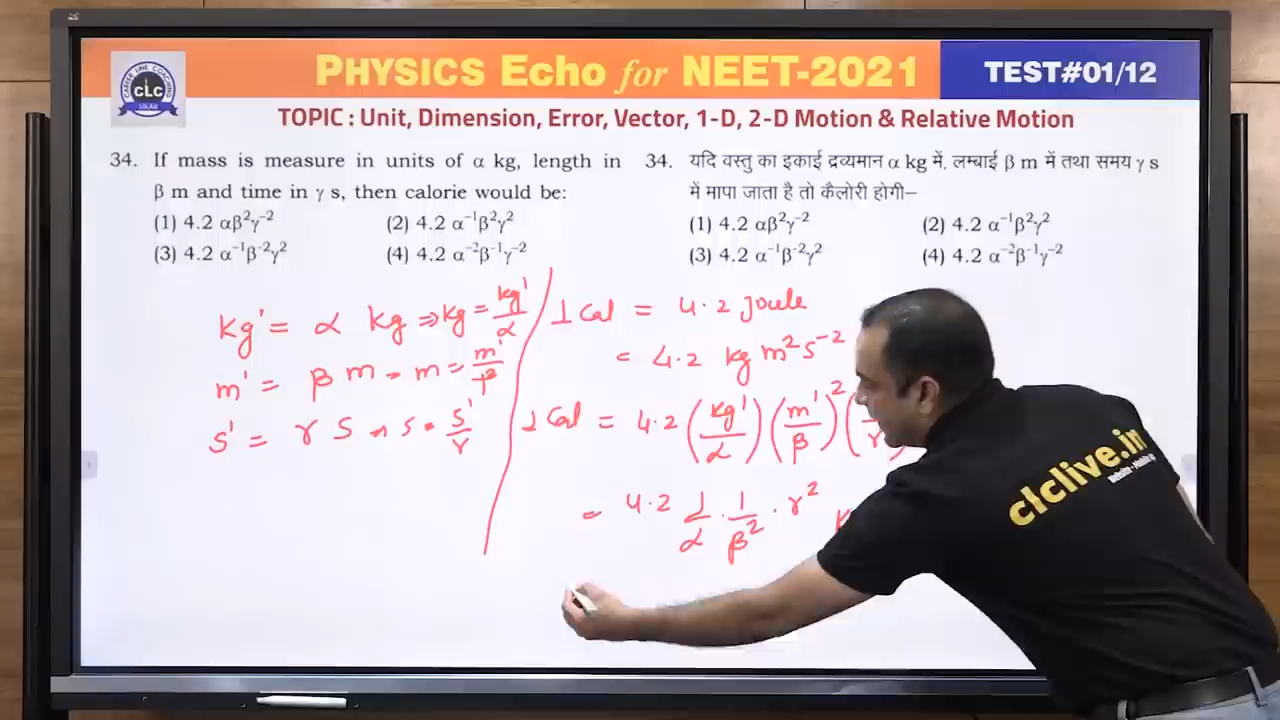 PHYSICS Echo for NEET-2021
TEST#01/12
CLC
TOPIC : Unit, Dimension, Error, Vector, 1-D, 2-D Motion & Relative Motion
34. If mass is measure in units of α kg, length in
β m and time in γ s, then calorie would be:
(1) 4.2 αβ²γ⁻² (2) 4.2 α⁻¹β²γ²
(3) 4.2 α⁻¹β⁻²γ² (4) 4.2 α⁻²β⁻¹γ⁻²
34. यदि वस्तु का इकाई द्रव्यमान α kg में, लम्बाई β m में तथा समय γ s
में मापा जाता है तो कैलोरी होगी–
(1) 4.2 αβ²γ⁻² (2) 4.2 α⁻¹β²γ²
(3) 4.2 α⁻¹β⁻²γ² (4) 4.2 α⁻²β⁻¹γ⁻²
kg' = α kg ⇒ kg = kg'/α
m' = β m m = m'/β
s' = γ s s = s'/γ
1 Cal = 4.2 joule
= 4.2 kg m² s⁻²
1 Cal = 4.2 (kg'/α) (m'/β)²
= 4.2 1/α · 1/β² · γ²
clclive.in